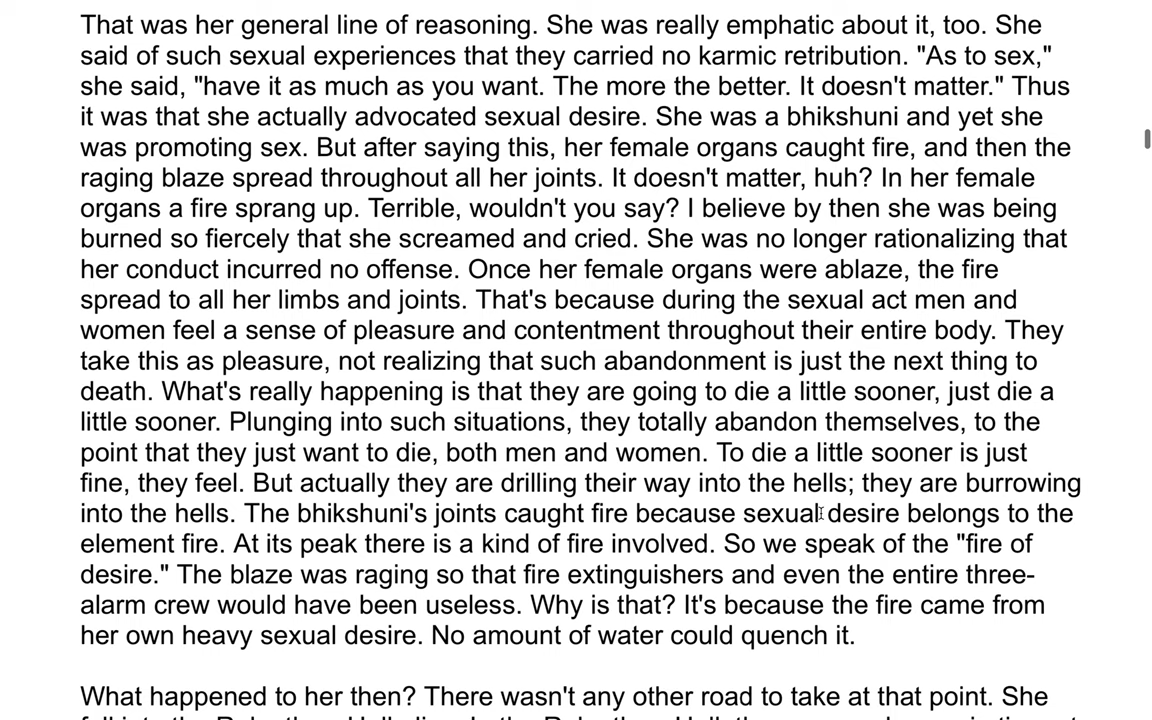 That was her general line of reasoning. She was really emphatic about it, too. She
said of such sexual experiences that they carried no karmic retribution. "As to sex,"
she said, "have it as much as you want. The more the better. It doesn't matter." Thus
it was that she actually advocated sexual desire. She was a bhikshuni and yet she
was promoting sex. But after saying this, her female organs caught fire, and then the
raging blaze spread throughout all her joints. It doesn't matter, huh? In her female
organs a fire sprang up. Terrible, wouldn't you say? I believe by then she was being
burned so fiercely that she screamed and cried. She was no longer rationalizing that
her conduct incurred no offense. Once her female organs were ablaze, the fire
spread to all her limbs and joints. That's because during the sexual act men and
women feel a sense of pleasure and contentment throughout their entire body. They
take this as pleasure, not realizing that such abandonment is just the next thing to
death. What's really happening is that they are going to die a little sooner, just die a
little sooner. Plunging into such situations, they totally abandon themselves, to the
point that they just want to die, both men and women. To die a little sooner is just
fine, they feel. But actually they are drilling their way into the hells; they are burrowing
into the hells. The bhikshuni's joints caught fire because sexual desire belongs to the
element fire. At its peak there is a kind of fire involved. So we speak of the "fire of
desire." The blaze was raging so that fire extinguishers and even the entire three-
alarm crew would have been useless. Why is that? It's because the fire came from
her own heavy sexual desire. No amount of water could quench it.
What happened to her then? There wasn't any other road to take at that point. She